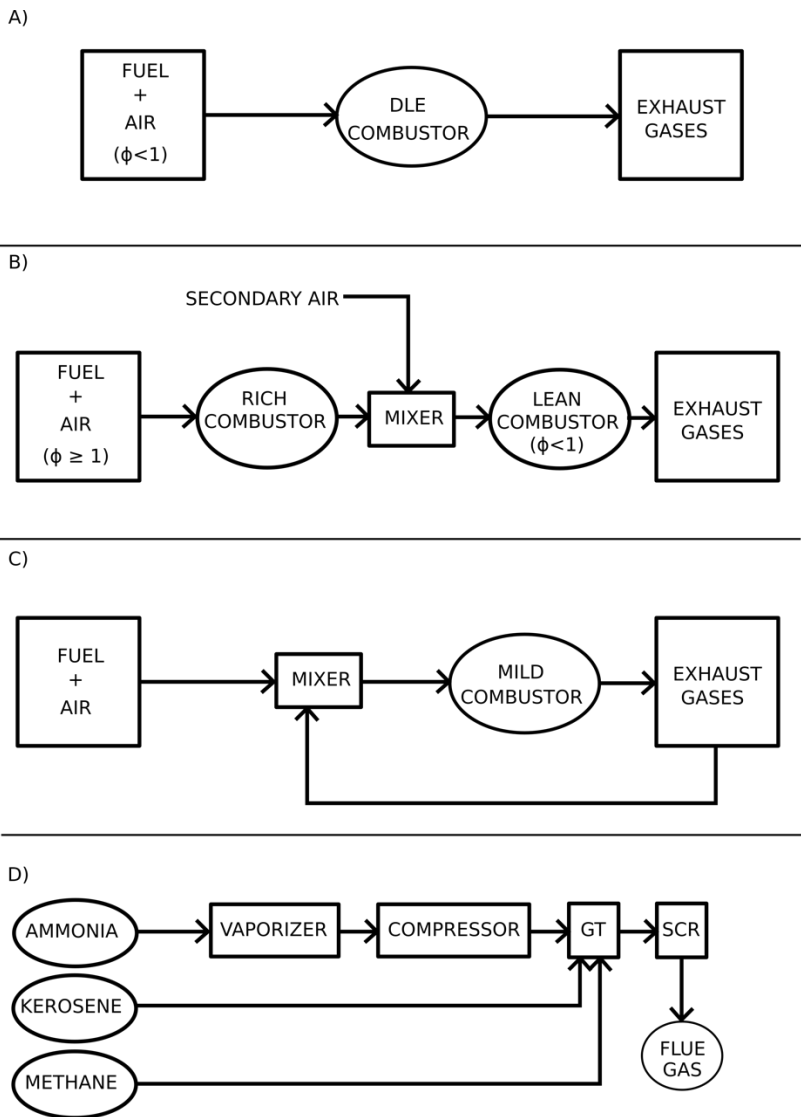 A)
FUEL
+
AIR
(ϕ<1)
DLE
COMBUSTOR
EXHAUST
GASES
B)
SECONDARY AIR
FUEL
+
AIR
(ϕ ≥ 1)
RICH
COMBUSTOR
MIXER
LEAN
COMBUSTOR
(ϕ<1)
EXHAUST
GASES
C)
FUEL
+
AIR
MIXER
MILD
COMBUSTOR
EXHAUST
GASES
D)
AMMONIA
VAPORIZER
COMPRESSOR
GT
SCR
KEROSENE
METHANE
FLUE
GAS